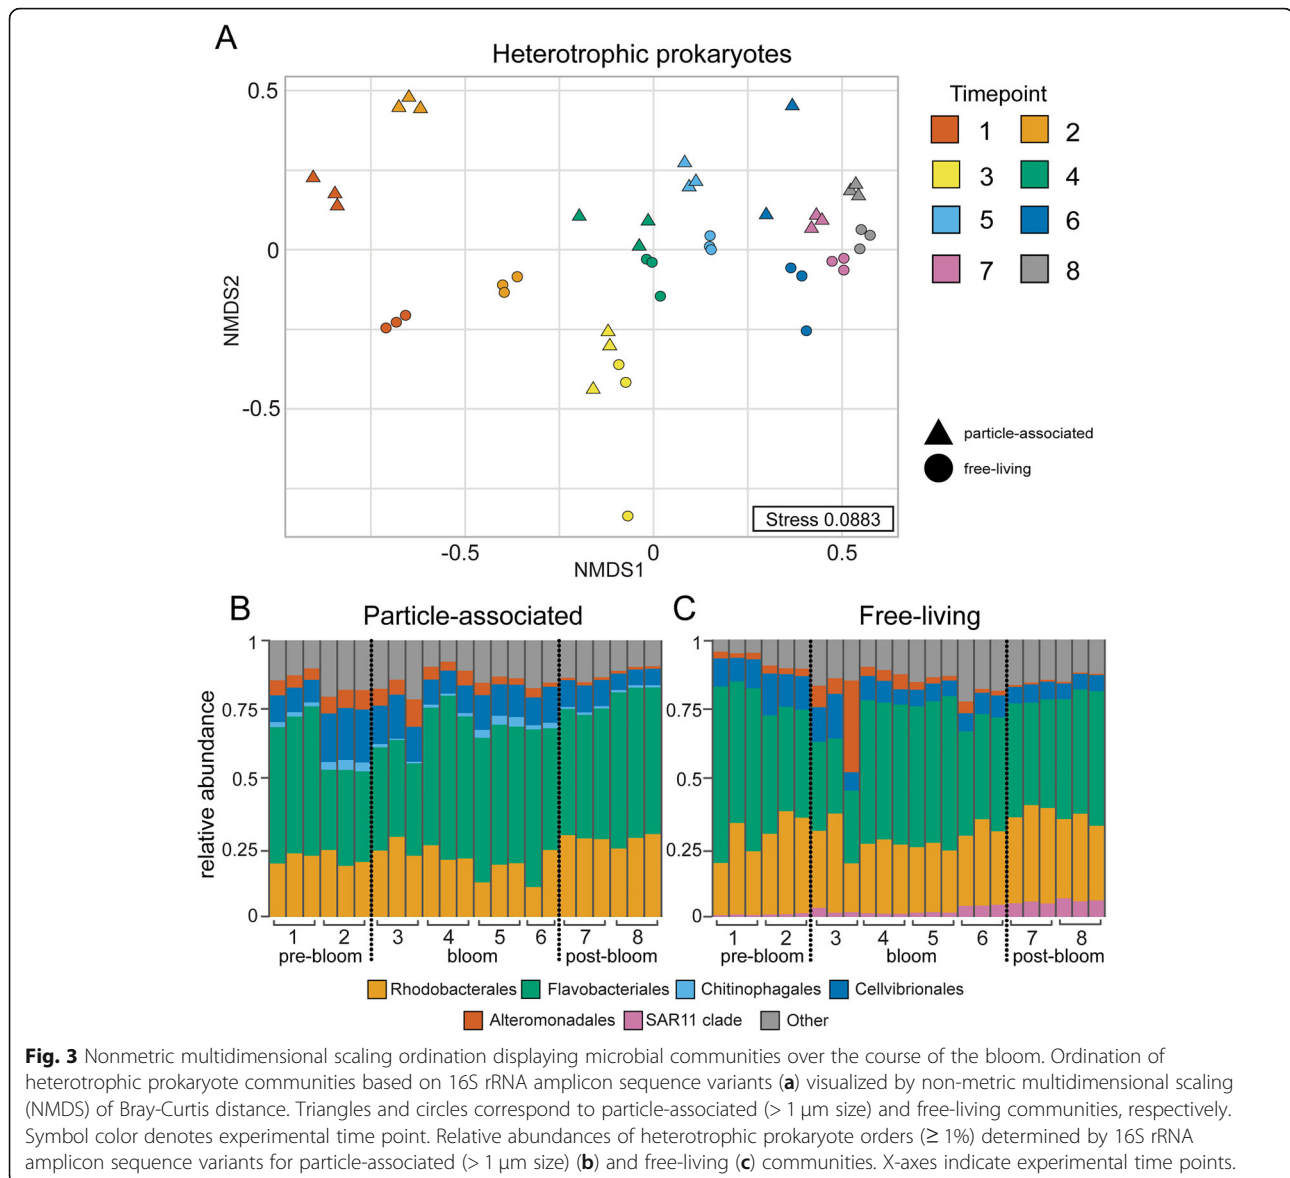 A
Heterotrophic prokaryotes
0.5
0
-0.5
NMDS2
-0.5
0
0.5
NMDS1
Stress 0.0883
Timepoint
1
2
3
4
5
6
7
8
particle-associated
free-living
B
Particle-associated
1
0.75
0.5
0.25
0
relative abundance
1
2
3
4
5
6
7
8
pre-bloom
bloom
post-bloom
C
Free-living
1
0.75
0.5
0.25
0
1
2
3
4
5
6
7
8
pre-bloom
bloom
post-bloom
Rhodobacterales Flavobacteriales Chitinophagales Cellvibrionales
Alteromonadales SAR11 clade Other
Fig. 3 Nonmetric multidimensional scaling ordination displaying microbial communities over the course of the bloom. Ordination of
heterotrophic prokaryote communities based on 16S rRNA amplicon sequence variants (a) visualized by non-metric multidimensional scaling
(NMDS) of Bray-Curtis distance. Triangles and circles correspond to particle-associated (> 1 μm size) and free-living communities, respectively.
Symbol color denotes experimental time point. Relative abundances of heterotrophic prokaryote orders (≥ 1%) determined by 16S rRNA
amplicon sequence variants for particle-associated (> 1 μm size) (b) and free-living (c) communities. X-axes indicate experimental time points.